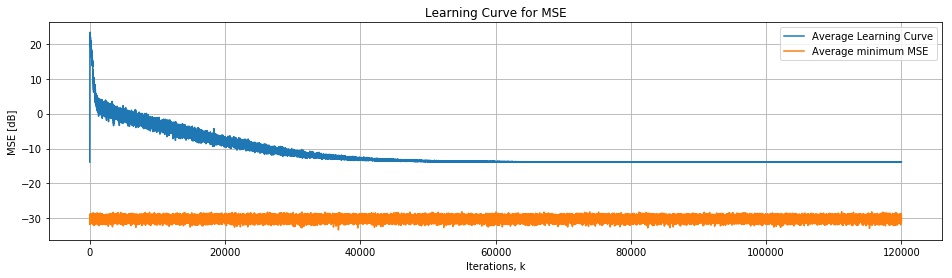 Learning Curve for MSE
Average Learning Curve
Average minimum MSE
MSE [dB]
20
10
0
−10
−20
−30
0
20000
40000
60000
80000
100000
120000
Iterations, k